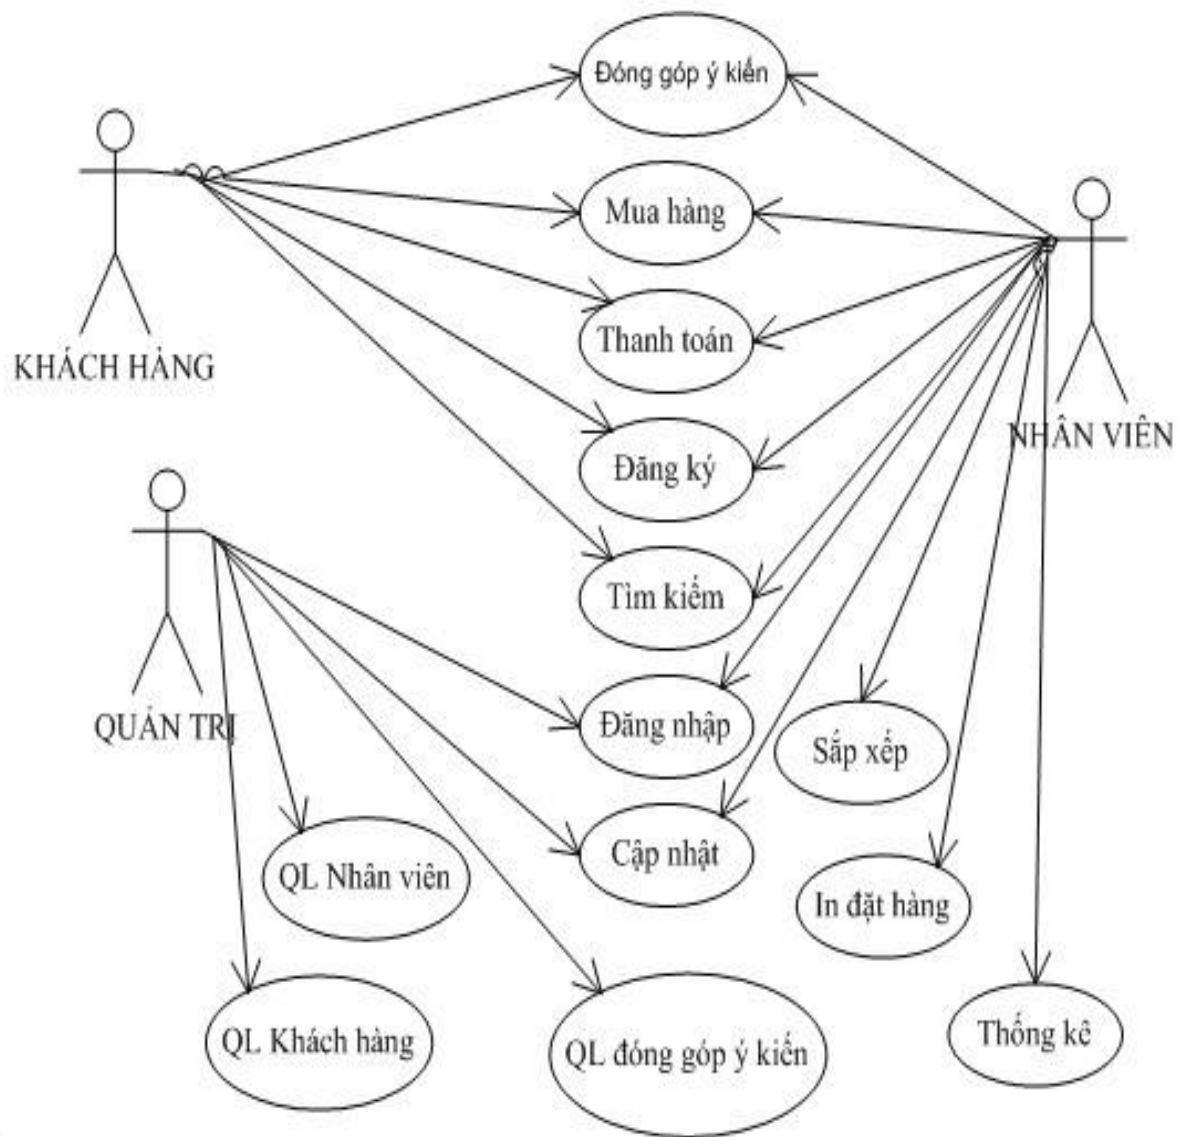 Đóng góp ý kiến
Mua hàng
KHÁCH HÀNG
Thanh toán
NHÂN VIÊN
Đăng ký
Tìm kiếm
QUẢN TRỊ
Đăng nhập
Sắp xếp
Cập nhật
QL Nhân viên
In đặt hàng
QL Khách hàng
QL đóng góp ý kiến
Thống kê